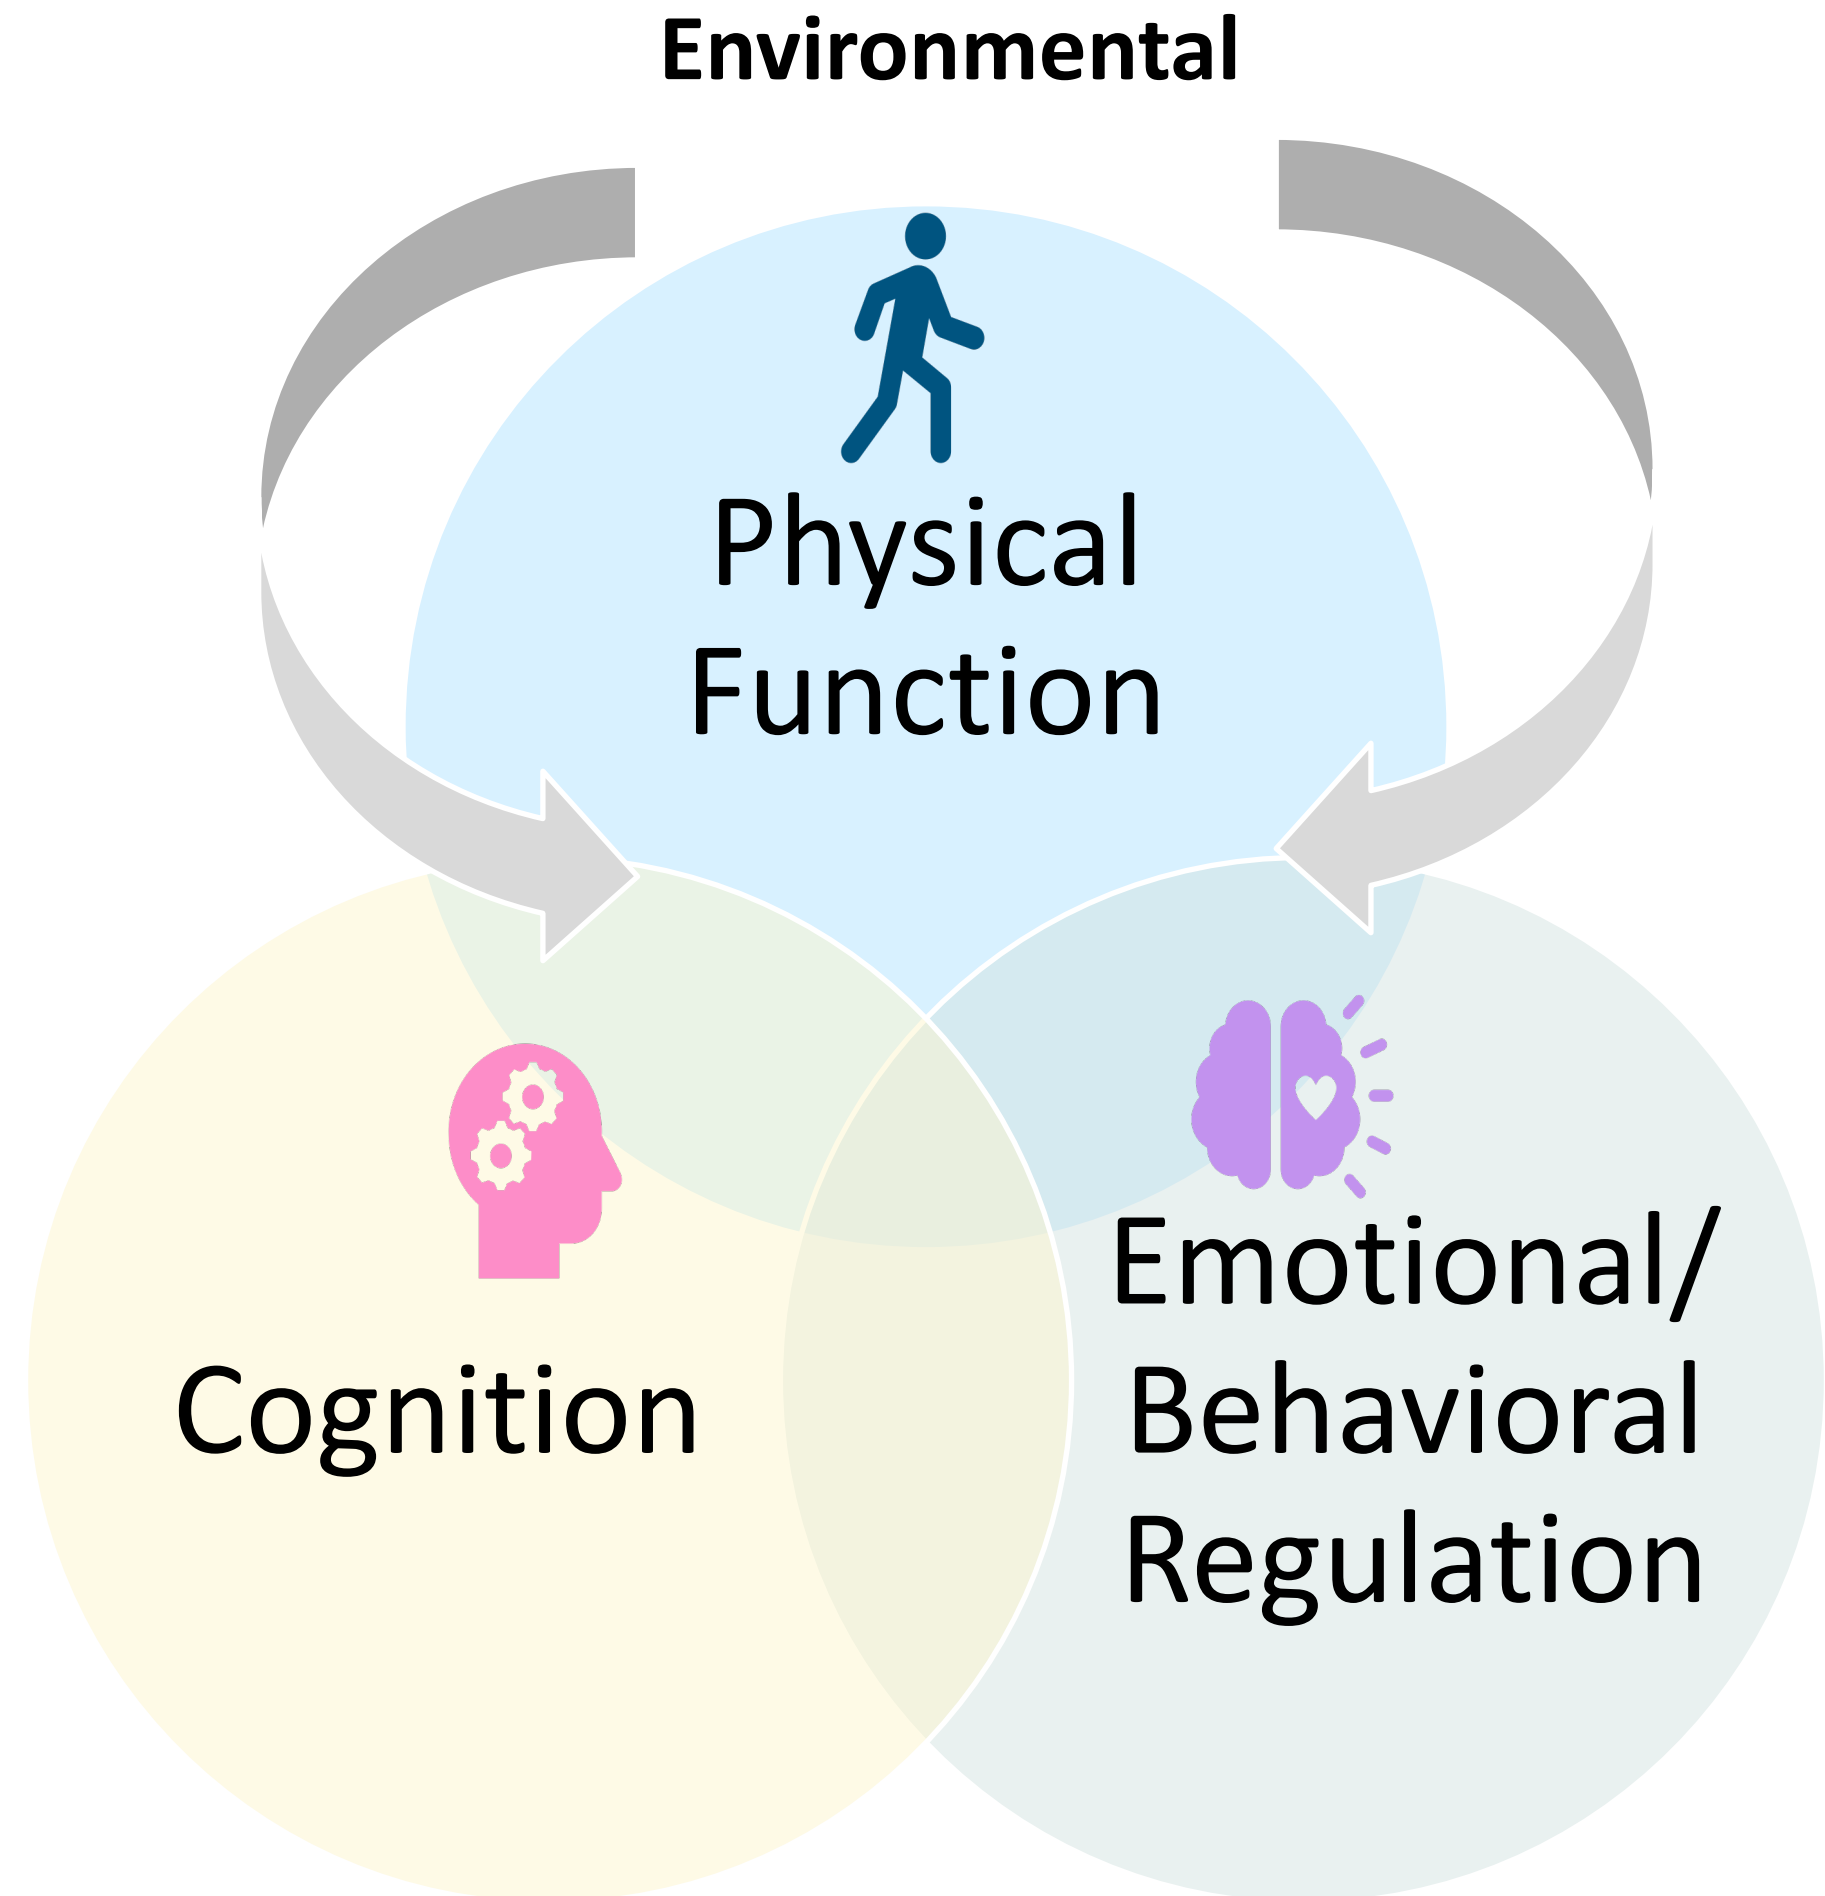 Environmental
Physical
Function
Cognition
Emotional/
Behavioral
Regulation